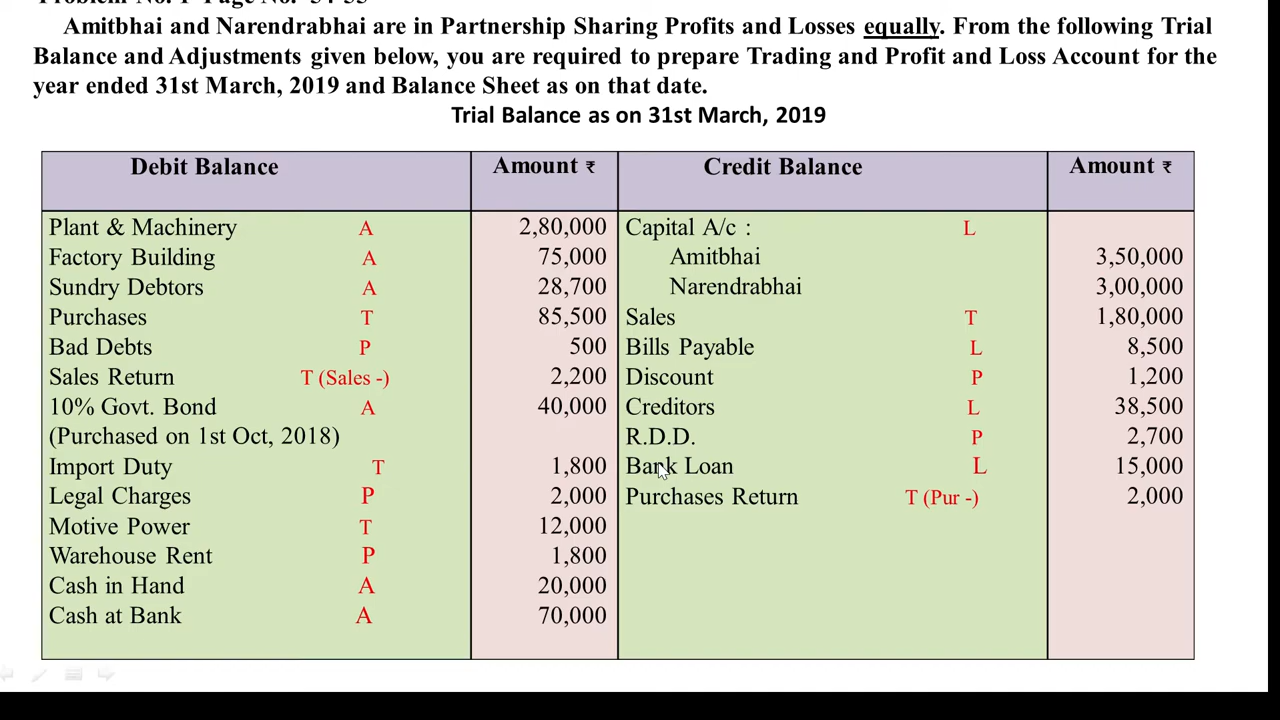 Problem No. 1 Page No. 54-55
Amitbhai and Narendrabhai are in Partnership Sharing Profits and Losses equally. From the following Trial
Balance and Adjustments given below, you are required to prepare Trading and Profit and Loss Account for the
year ended 31st March, 2019 and Balance Sheet as on that date.
Trial Balance as on 31st March, 2019
Debit Balance Amount ₹ Credit Balance Amount ₹
Plant & Machinery A 2,80,000 Capital A/c : L
Factory Building A 75,000 Amitbhai 3,50,000
Sundry Debtors A 28,700 Narendrabhai 3,00,000
Purchases T 85,500 Sales T 1,80,000
Bad Debts P 500 Bills Payable L 8,500
Sales Return T (Sales -) 2,200 Discount P 1,200
10% Govt. Bond A 40,000 Creditors L 38,500
(Purchased on 1st Oct, 2018) R.D.D. P 2,700
Import Duty T 1,800 Bank Loan L 15,000
Legal Charges P 2,000 Purchases Return T (Pur -) 2,000
Motive Power T 12,000
Warehouse Rent P 1,800
Cash in Hand A 20,000
Cash at Bank A 70,000